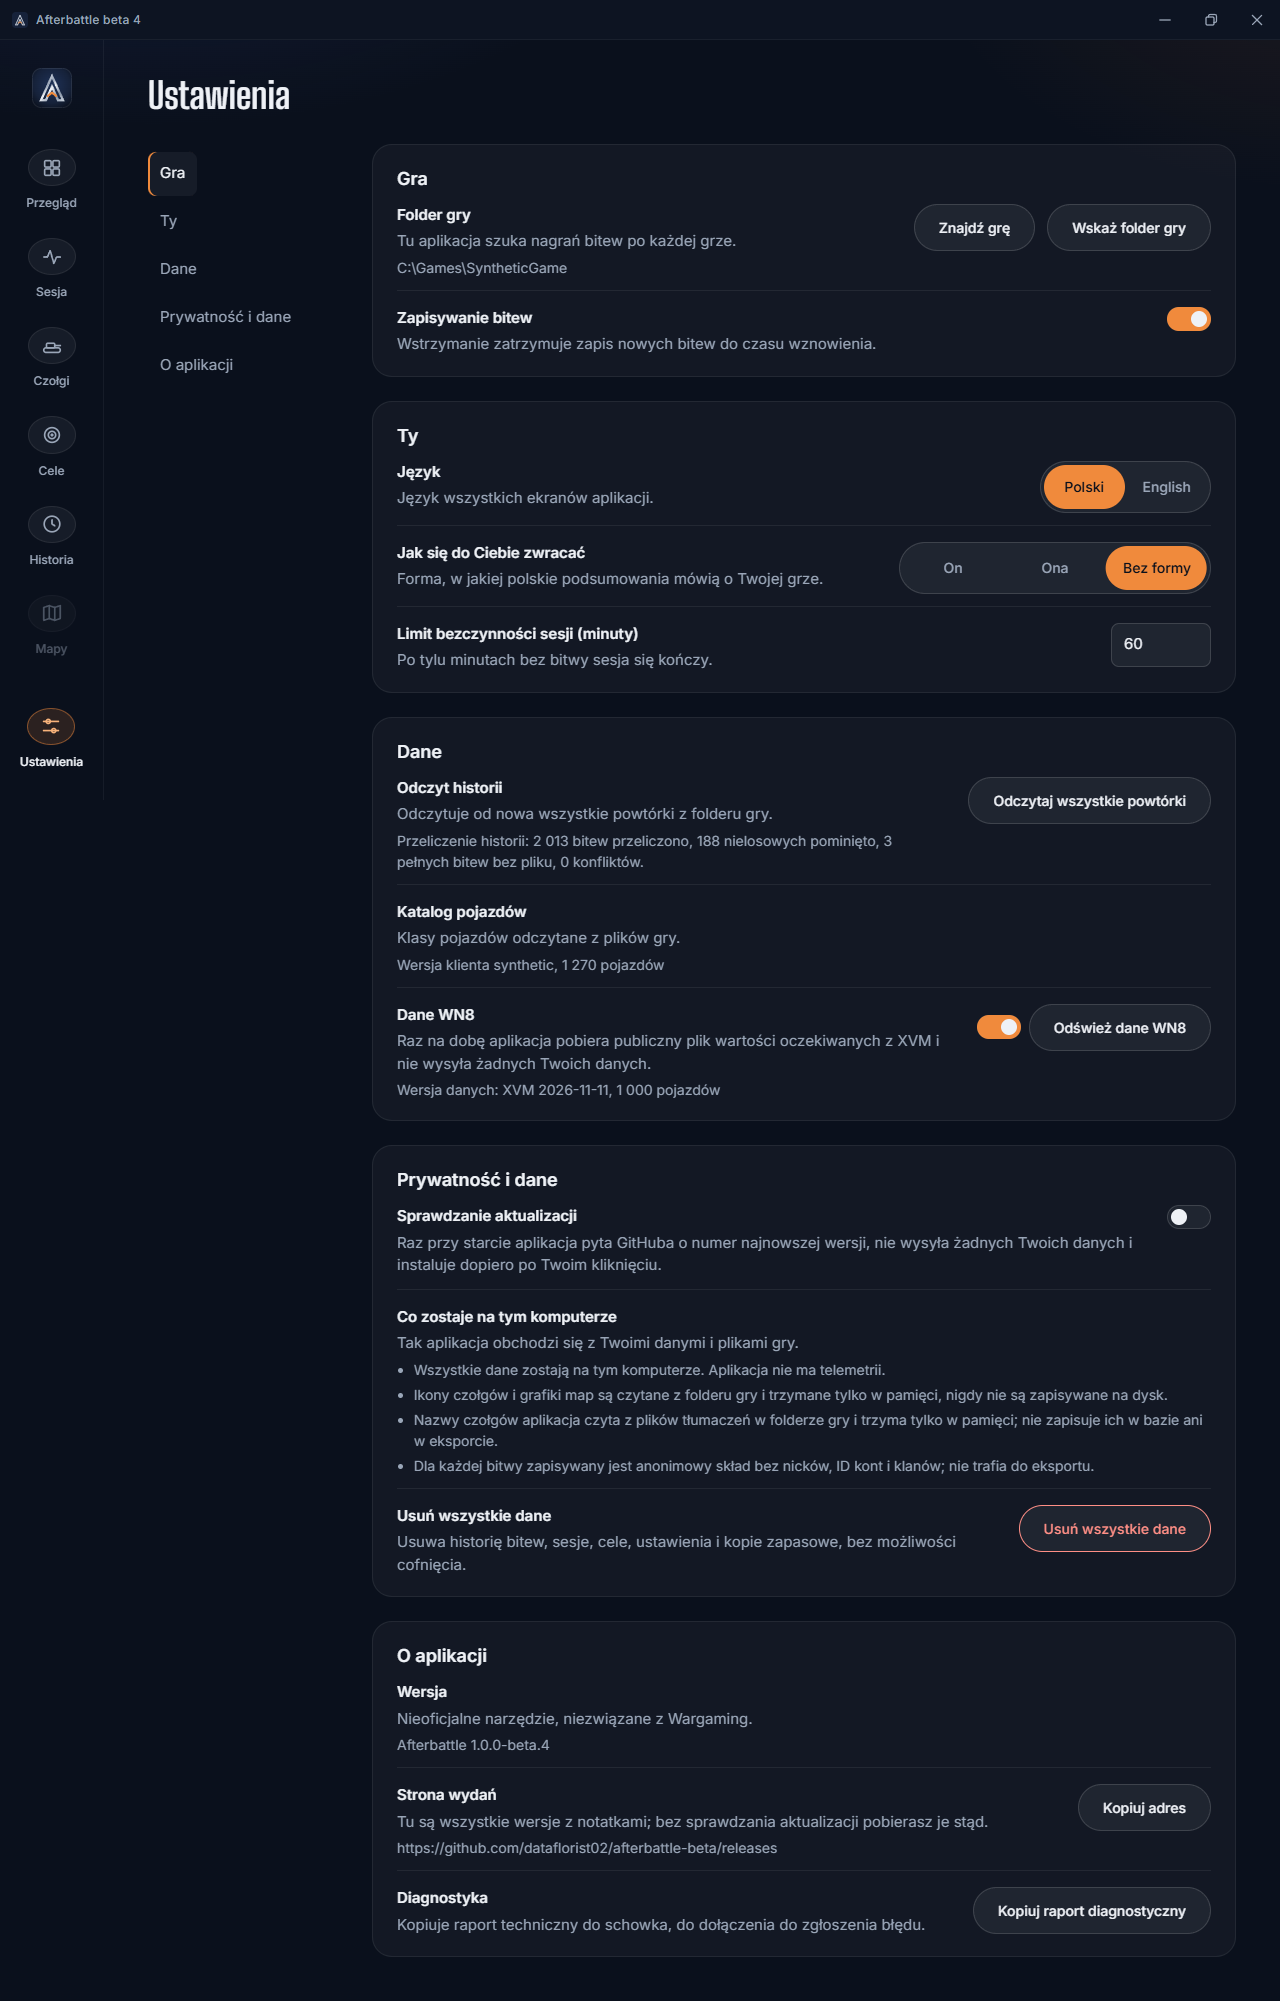 Afterbattle beta 4
Ustawienia
Przegląd
Sesja
Czołgi
Cele
Historia
Mapy
Ustawienia
Gra
Ty
Dane
Prywatność i dane
O aplikacji
Gra
Folder gry
Tu aplikacja szuka nagrań bitew po każdej grze.
C:\Games\SyntheticGame
Znajdź grę
Wskaż folder gry
Zapisywanie bitew
Wstrzymanie zatrzymuje zapis nowych bitew do czasu wznowienia.
Ty
Język
Język wszystkich ekranów aplikacji.
Polski
English
Jak się do Ciebie zwracać
Forma, w jakiej polskie podsumowania mówią o Twojej grze.
On
Ona
Bez formy
Limit bezczynności sesji (minuty)
Po tylu minutach bez bitwy sesja się kończy.
60
Dane
Odczyt historii
Odczytuje od nowa wszystkie powtórki z folderu gry.
Przeliczenie historii: 2 013 bitew przeliczono, 188 nielosowych pominięto, 3
pełnych bitew bez pliku, 0 konfliktów.
Odczytaj wszystkie powtórki
Katalog pojazdów
Klasy pojazdów odczytane z plików gry.
Wersja klienta synthetic, 1 270 pojazdów
Dane WN8
Raz na dobę aplikacja pobiera publiczny plik wartości oczekiwanych z XVM i
nie wysyła żadnych Twoich danych.
Wersja danych: XVM 2026-11-11, 1 000 pojazdów
Odśwież dane WN8
Prywatność i dane
Sprawdzanie aktualizacji
Raz przy starcie aplikacja pyta GitHuba o numer najnowszej wersji, nie wysyła żadnych Twoich danych i
instaluje dopiero po Twoim kliknięciu.
Co zostaje na tym komputerze
Tak aplikacja obchodzi się z Twoimi danymi i plikami gry.
• Wszystkie dane zostają na tym komputerze. Aplikacja nie ma telemetrii.
• Ikony czołgów i grafiki map są czytane z folderu gry i trzymane tylko w pamięci, nigdy nie są zapisywane na dysk.
• Nazwy czołgów aplikacja czyta z plików tłumaczeń w folderze gry i trzyma tylko w pamięci; nie zapisuje ich w bazie ani
w eksporcie.
• Dla każdej bitwy zapisywany jest anonimowy skład bez nicków, ID kont i klanów; nie trafia do eksportu.
Usuń wszystkie dane
Usuwa historię bitew, sesje, cele, ustawienia i kopie zapasowe, bez możliwości
cofnięcia.
Usuń wszystkie dane
O aplikacji
Wersja
Nieoficjalne narzędzie, niezwiązane z Wargaming.
Afterbattle 1.0.0-beta.4
Strona wydań
Tu są wszystkie wersje z notatkami; bez sprawdzania aktualizacji pobierasz je stąd.
https://github.com/dataflorist02/afterbattle-beta/releases
Kopiuj adres
Diagnostyka
Kopiuje raport techniczny do schowka, do dołączenia do zgłoszenia błędu.
Kopiuj raport diagnostyczny